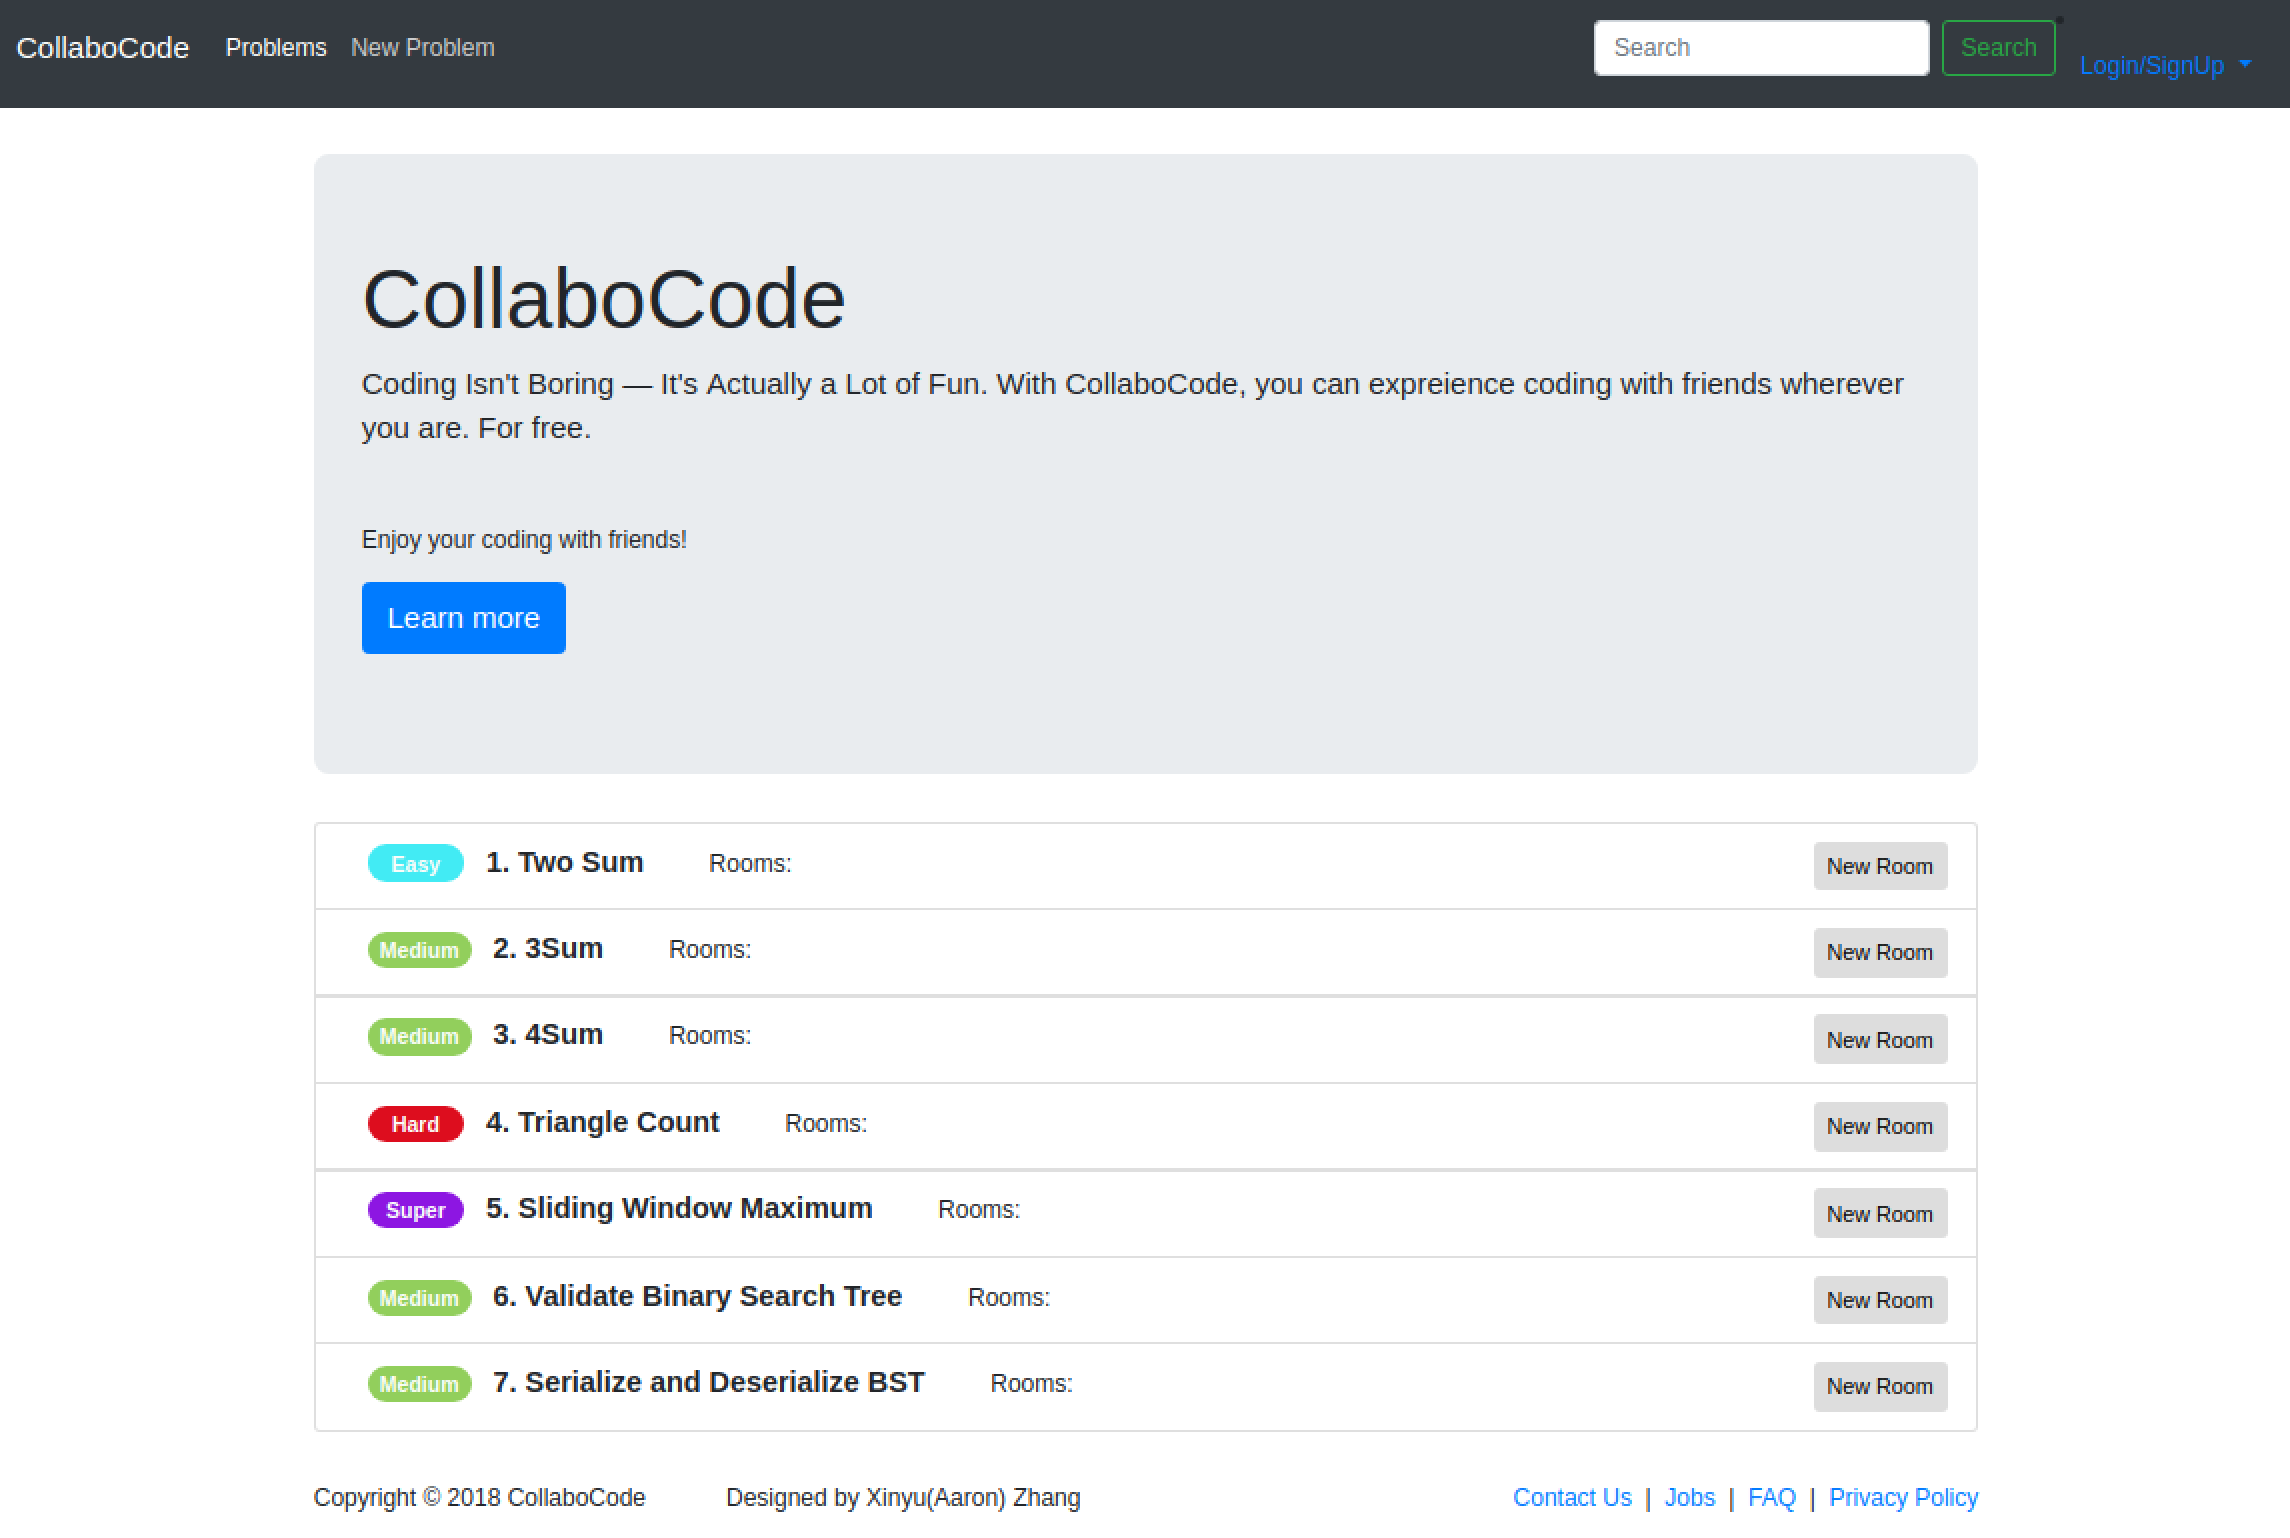 CollaboCode Problems New Problem Search Search Login/SignUp
CollaboCode
Coding Isn't Boring — It's Actually a Lot of Fun. With CollaboCode, you can expreience coding with friends wherever
you are. For free.
Enjoy your coding with friends!
Learn more
Easy 1. Two Sum Rooms: New Room
Medium 2. 3Sum Rooms: New Room
Medium 3. 4Sum Rooms: New Room
Hard 4. Triangle Count Rooms: New Room
Super 5. Sliding Window Maximum Rooms: New Room
Medium 6. Validate Binary Search Tree Rooms: New Room
Medium 7. Serialize and Deserialize BST Rooms: New Room
Copyright © 2018 CollaboCode Designed by Xinyu(Aaron) Zhang Contact Us | Jobs | FAQ | Privacy Policy